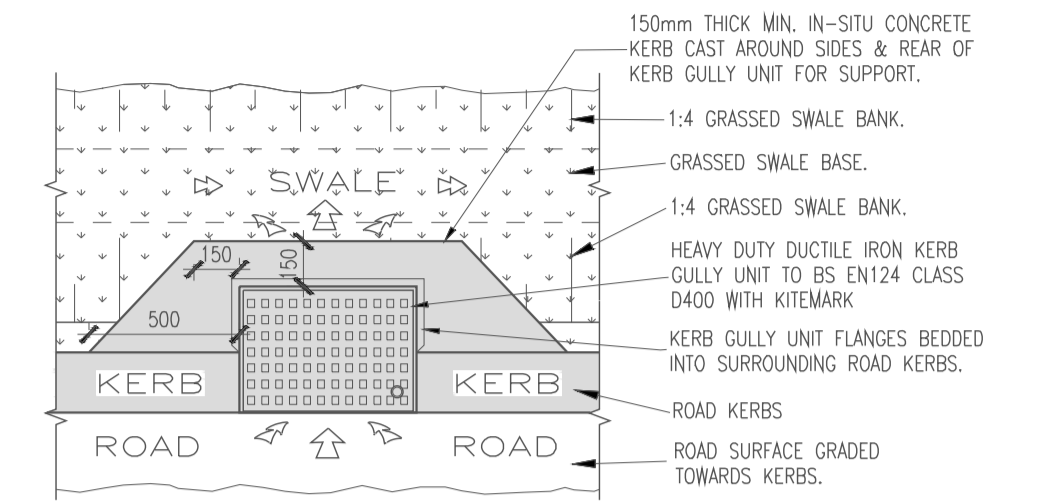 150mm THICK MIN. IN-SITU CONCRETE
KERB CAST AROUND SIDES & REAR OF
KERB GULLY UNIT FOR SUPPORT.
1:4 GRASSED SWALE BANK.
GRASSED SWALE BASE.
SWALE
1:4 GRASSED SWALE BANK.
150
150
HEAVY DUTY DUCTILE IRON KERB
GULLY UNIT TO BS EN124 CLASS
D400 WITH KITEMARK
500
KERB GULLY UNIT FLANGES BEDDED
INTO SURROUNDING ROAD KERBS.
KERB
KERB
ROAD KERBS
ROAD
ROAD
ROAD SURFACE GRADED
TOWARDS KERBS.